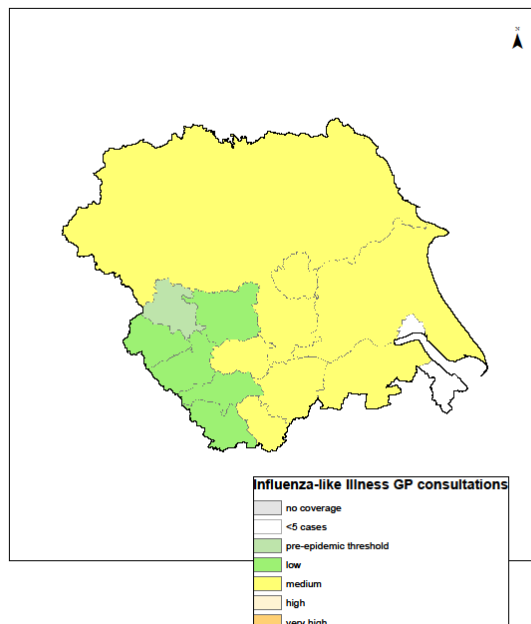 Influenza-like Illness GP consultations
no coverage
<5 cases
pre-epidemic threshold
low
medium
high
very high